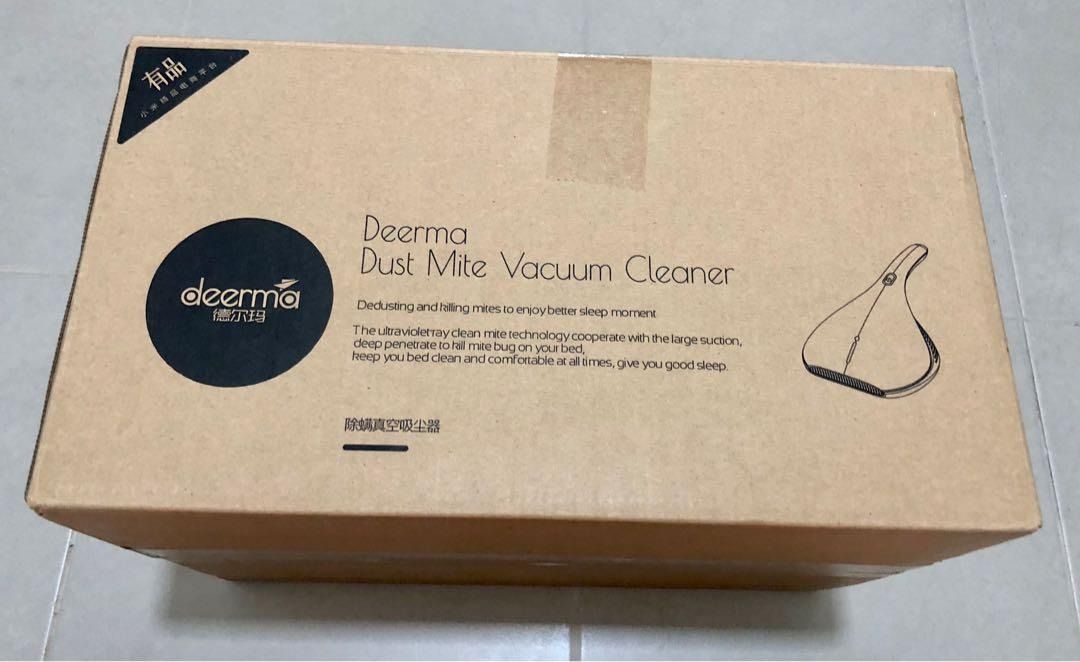 有品
小米精品电商平台
deerma
德尔玛
Deerma
Dust Mite Vacuum Cleaner
Dedusting and killing mites to enjoy better sleep moment
The ultraviolet ray clean mite technology cooperate with the large suction,
deep penetrate to kill mite bug on your bed,
keep you bed clean and comfortable at all times, give you good sleep.
除螨真空吸尘器